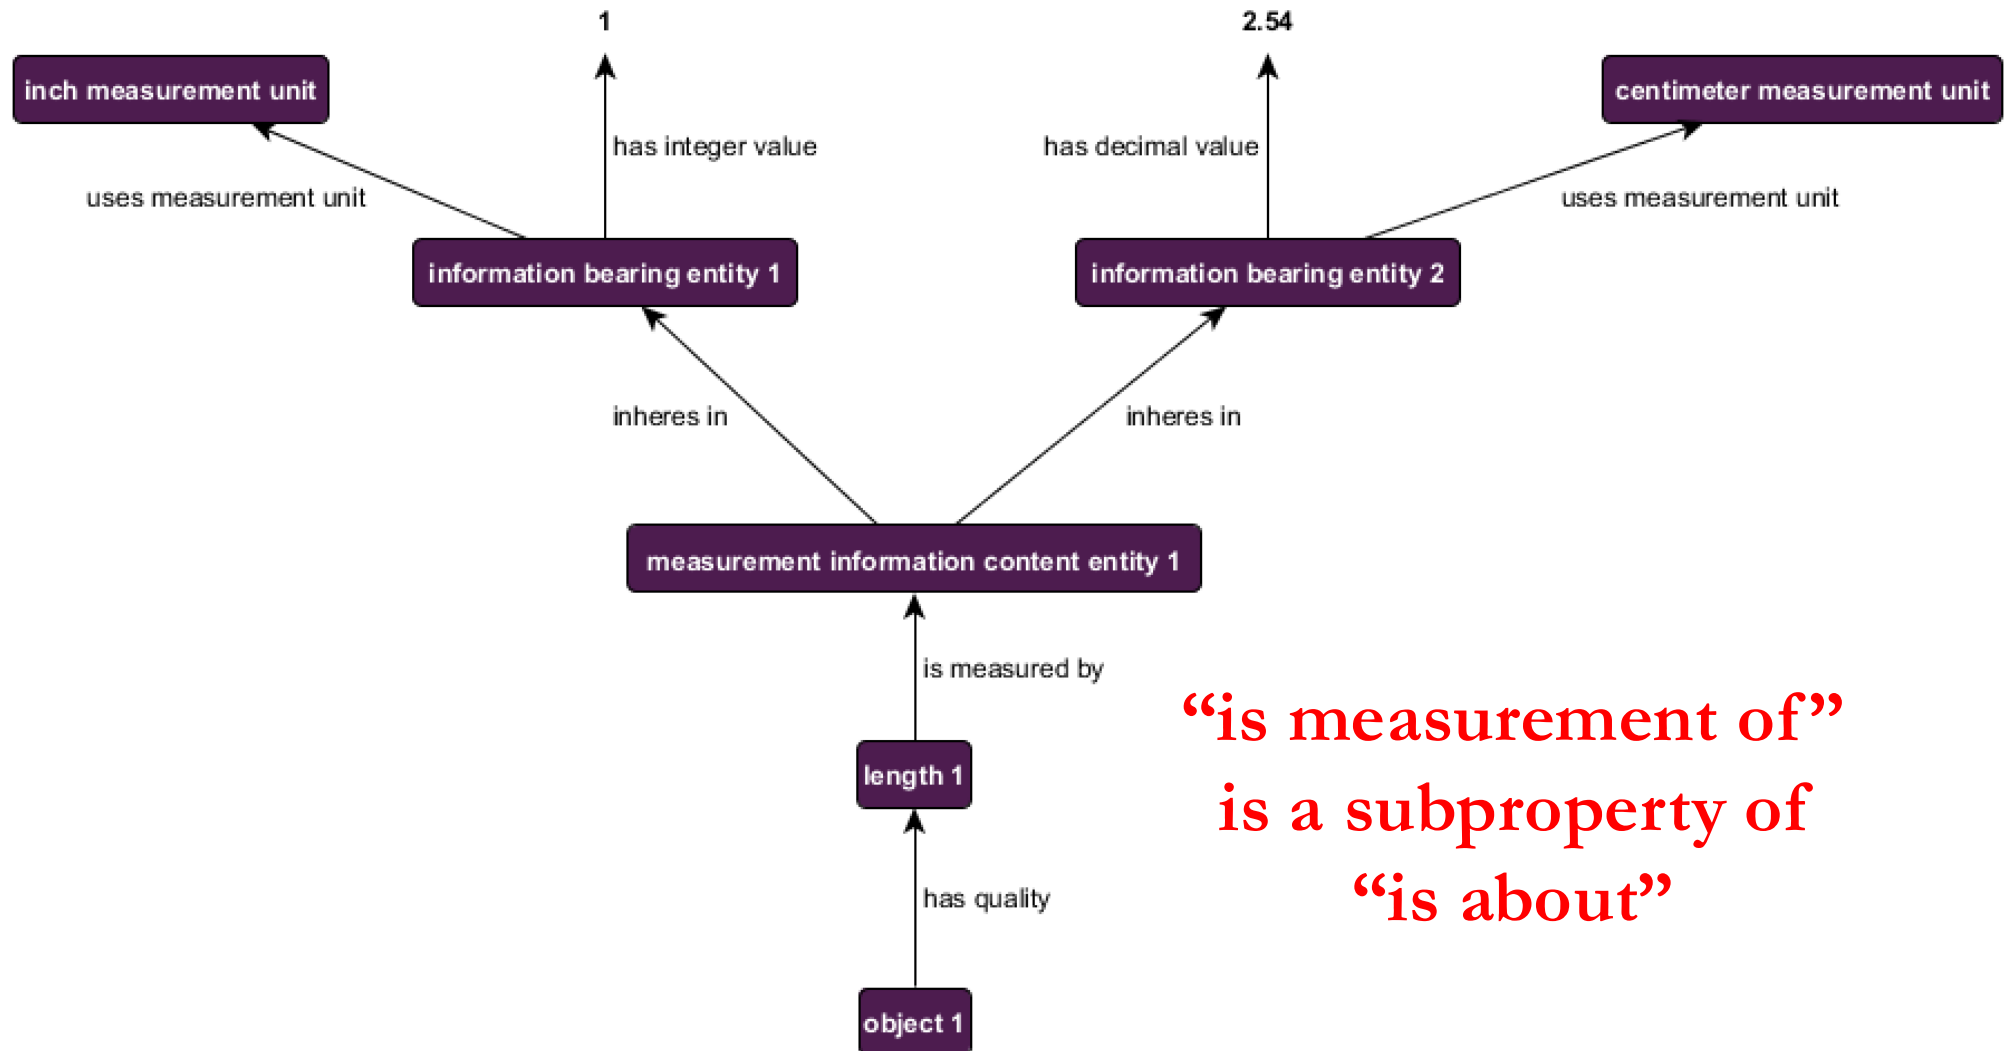 1
2.54
inch measurement unit
centimeter measurement unit
has integer value
has decimal value
uses measurement unit
uses measurement unit
information bearing entity 1
information bearing entity 2
inheres in
inheres in
measurement information content entity 1
is measured by
“is measurement of”
length 1
is a subproperty of
has quality
“is about”
object 1